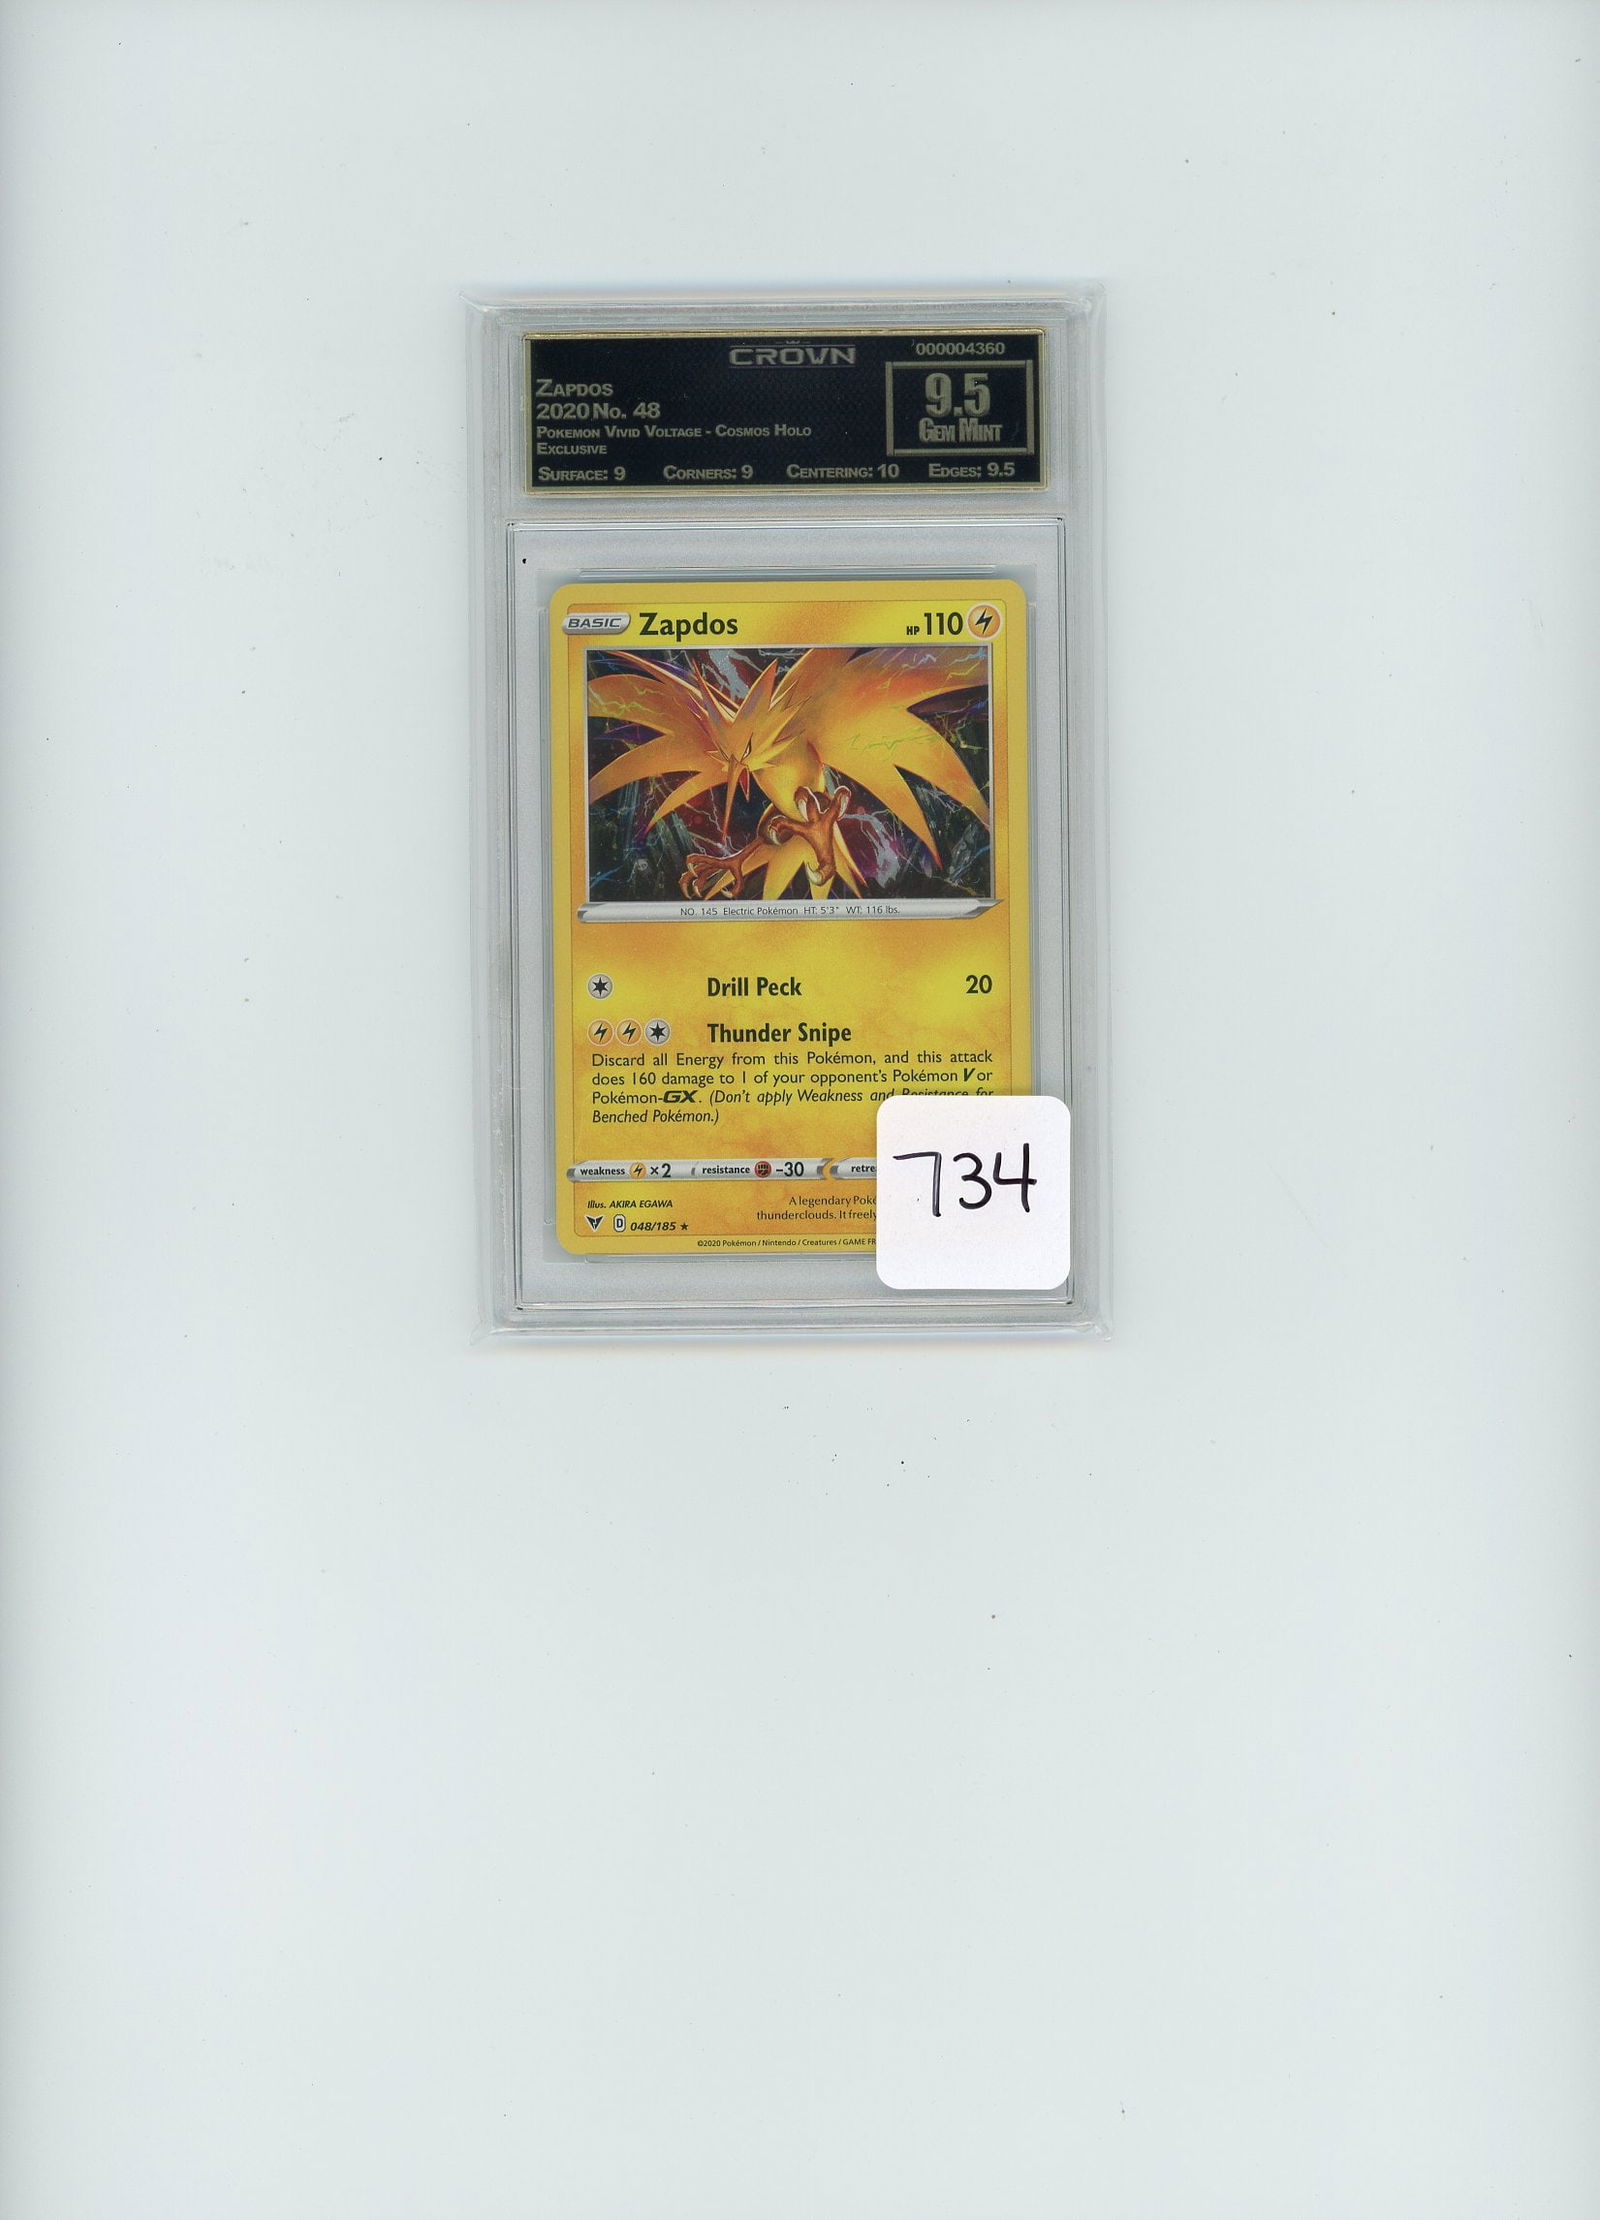 CROWN
000004360
ZAPDOS
2020 No. 48
POKEMON VIVID VOLTAGE - COSMOS HOLO
EXCLUSIVE
9.5
GEM MINT
SURFACE: 9 CORNERS: 9 CENTERING: 10 EDGES: 9.5
BASIC Zapdos HP 110
NO. 145 Electric Pokémon HT: 5'3" WT: 116 lbs.
Drill Peck 20
Thunder Snipe
Discard all Energy from this Pokémon, and this attack
does 160 damage to 1 of your opponent's Pokémon V or
Pokémon-GX. (Don't apply Weakness and Resistance for
Benched Pokémon.)
weakness ×2 resistance -30
734
Illus. AKIRA EGAWA
A legendary
thunderclouds. It freely
D 048/185 ★
©2020 Pokémon / Nintendo / Creatures / GAME